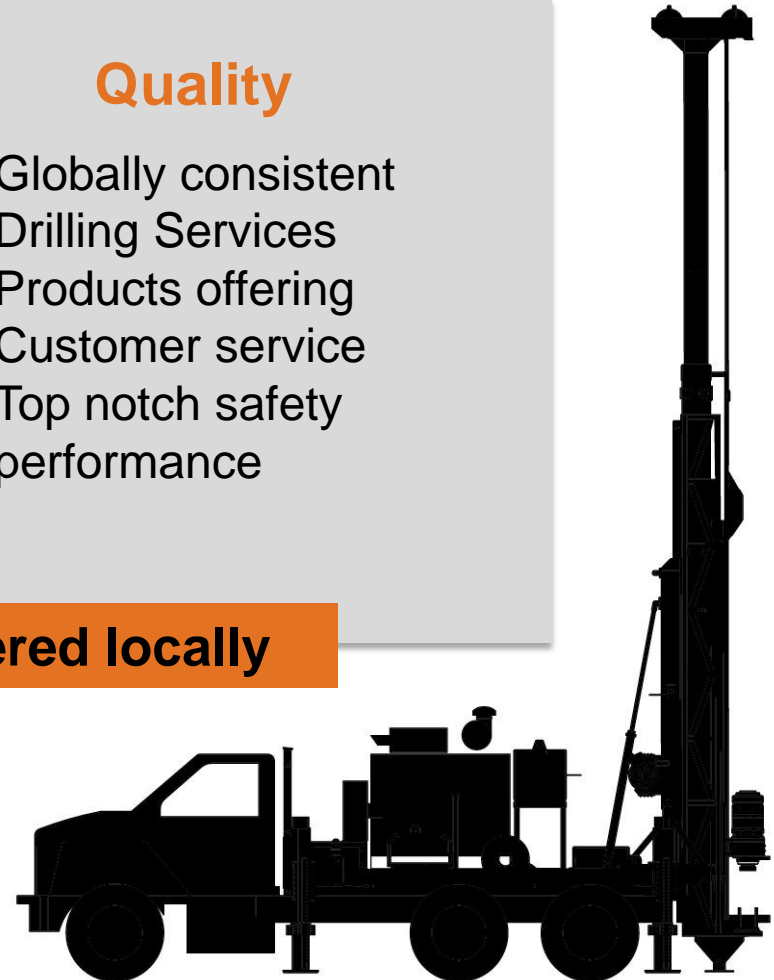 Quality
Globally consistent
Drilling Services
Products offering
Customer service
Top notch safety
performance
ered locally